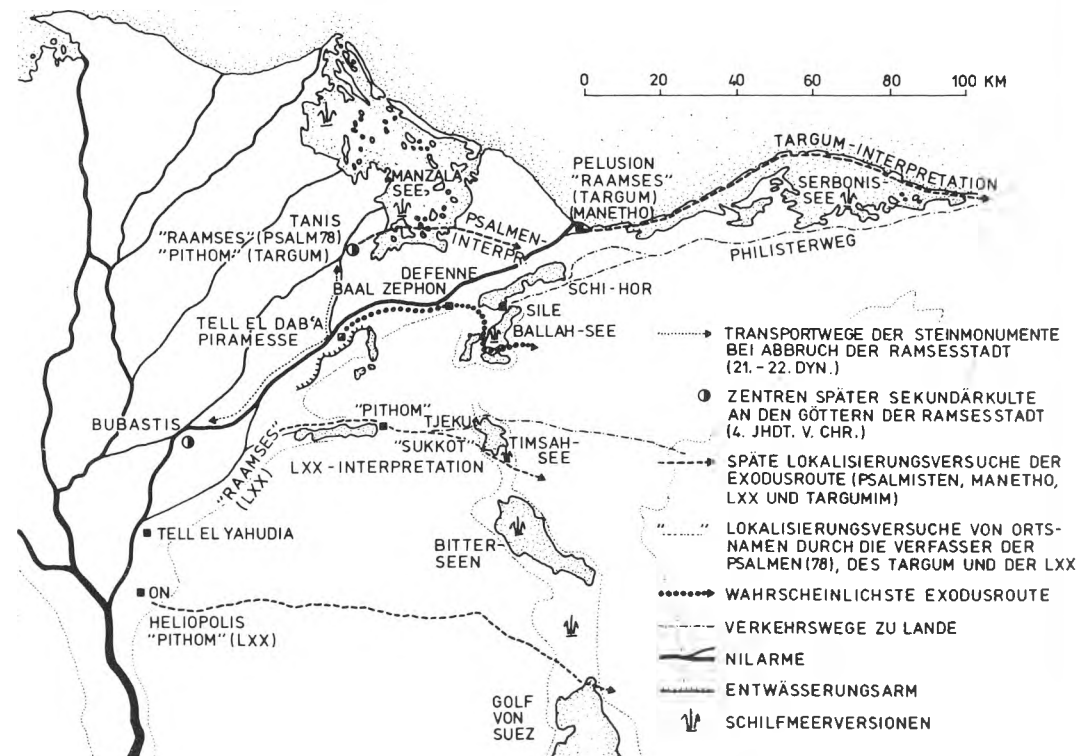 0 20 40 60 80 100 KM
TARGUM-INTERPRETATION
MANZALA
SEE
PELUSION
"RAAMSES"
(TARGUM)
(MANETHO)
SERBONIS-
SEE
TANIS
"RAAMSES" (PSALM 78)
"PITHOM" (TARGUM)
PSALMEN-
INTERPR.
PHILISTERWEG
DEFENNE
BAAL ZEPHON
SCHI-HOR
SILE
BALLAH-SEE
TELL EL DAB'A
PIRAMESSE
BUBASTIS
"PITHOM"
TJEKU
"SUKKOT"
TIMSAH-
SEE
"RAAMSES"
(LXX)
LXX-INTERPRETATION
TELL EL YAHUDIA
BITTER-
SEEN
ON
HELIOPOLIS
"PITHOM" (LXX)
GOLF
VON
SUEZ
TRANSPORTWEGE DER STEINMONUMENTE
BEI ABBRUCH DER RAMSESSTADT
(21.-22. DYN.)
ZENTREN SPÄTER SEKUNDÄRKULTE
AN DEN GÖTTERN DER RAMSESSTADT
(4. JHDT. V. CHR.)
SPÄTE LOKALISIERUNGSVERSUCHE DER
EXODUSROUTE (PSALMISTEN, MANETHO,
LXX UND TARGUMIM)
" " LOKALISIERUNGSVERSUCHE VON ORTS-
NAMEN DURCH DIE VERFASSER DER
PSALMEN (78), DES TARGUM UND DER LXX
WAHRSCHEINLICHSTE EXODUSROUTE
VERKEHRSWEGE ZU LANDE
NILARME
ENTWÄSSERUNGSARM
SCHILFMEERVERSIONEN